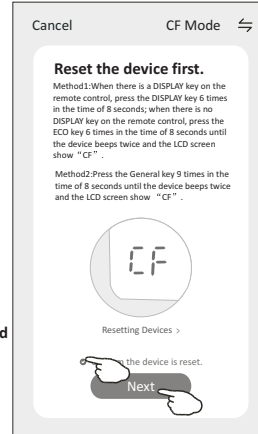 Cancel CF Mode
Reset the device first.
Method1:When there is a DISPLAY key on the
remote control, press the DISPLAY key 6 times
in the time of 8 seconds; when there is no
DISPLAY key on the remote control, press the
ECO key 6 times in the time of 8 seconds until
the device beeps twice and the LCD screen
show “CF”.
Method2:Press the General key 9 times in the
time of 8 seconds until the device beeps twice
and the LCD screen show “CF”.
CF
Resetting Devices >
d
the device is reset.
Next